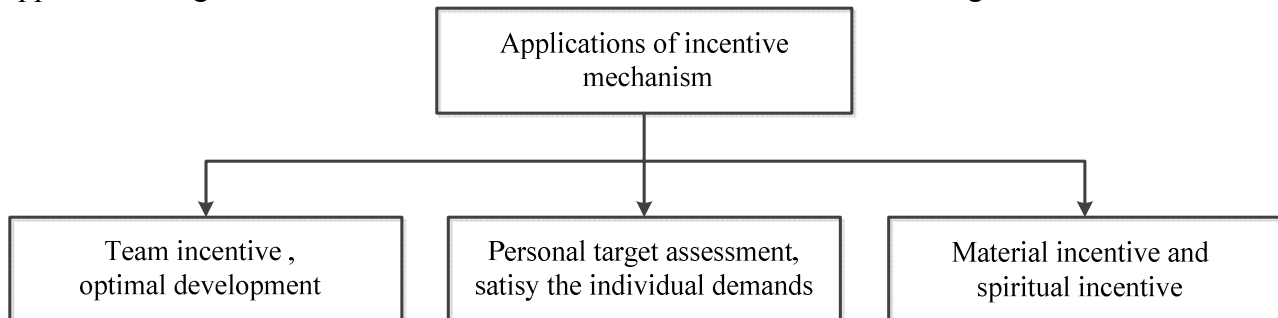 Applications of incentive
mechanism
Team incentive ,
optimal development
Personal target assessment,
satisy the individual demands
Material incentive and
spiritual incentive